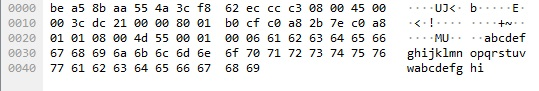 0000 be a5 8b aa 55 4a 3c f8 62 ec cc c3 08 00 45 00 ····UJ<· b·····E·
0010 00 3c dc 21 00 00 80 01 b0 cf c0 a8 2b 7e c0 a8 ·<·!···· ····+~··
0020 01 01 08 00 4d 55 00 01 00 06 61 62 63 64 65 66 ····MU·· ··abcdef
0030 67 68 69 6a 6b 6c 6d 6e 6f 70 71 72 73 74 75 76 ghijklmn opqrstuv
0040 77 61 62 63 64 65 66 67 68 69 wabcdefg hi